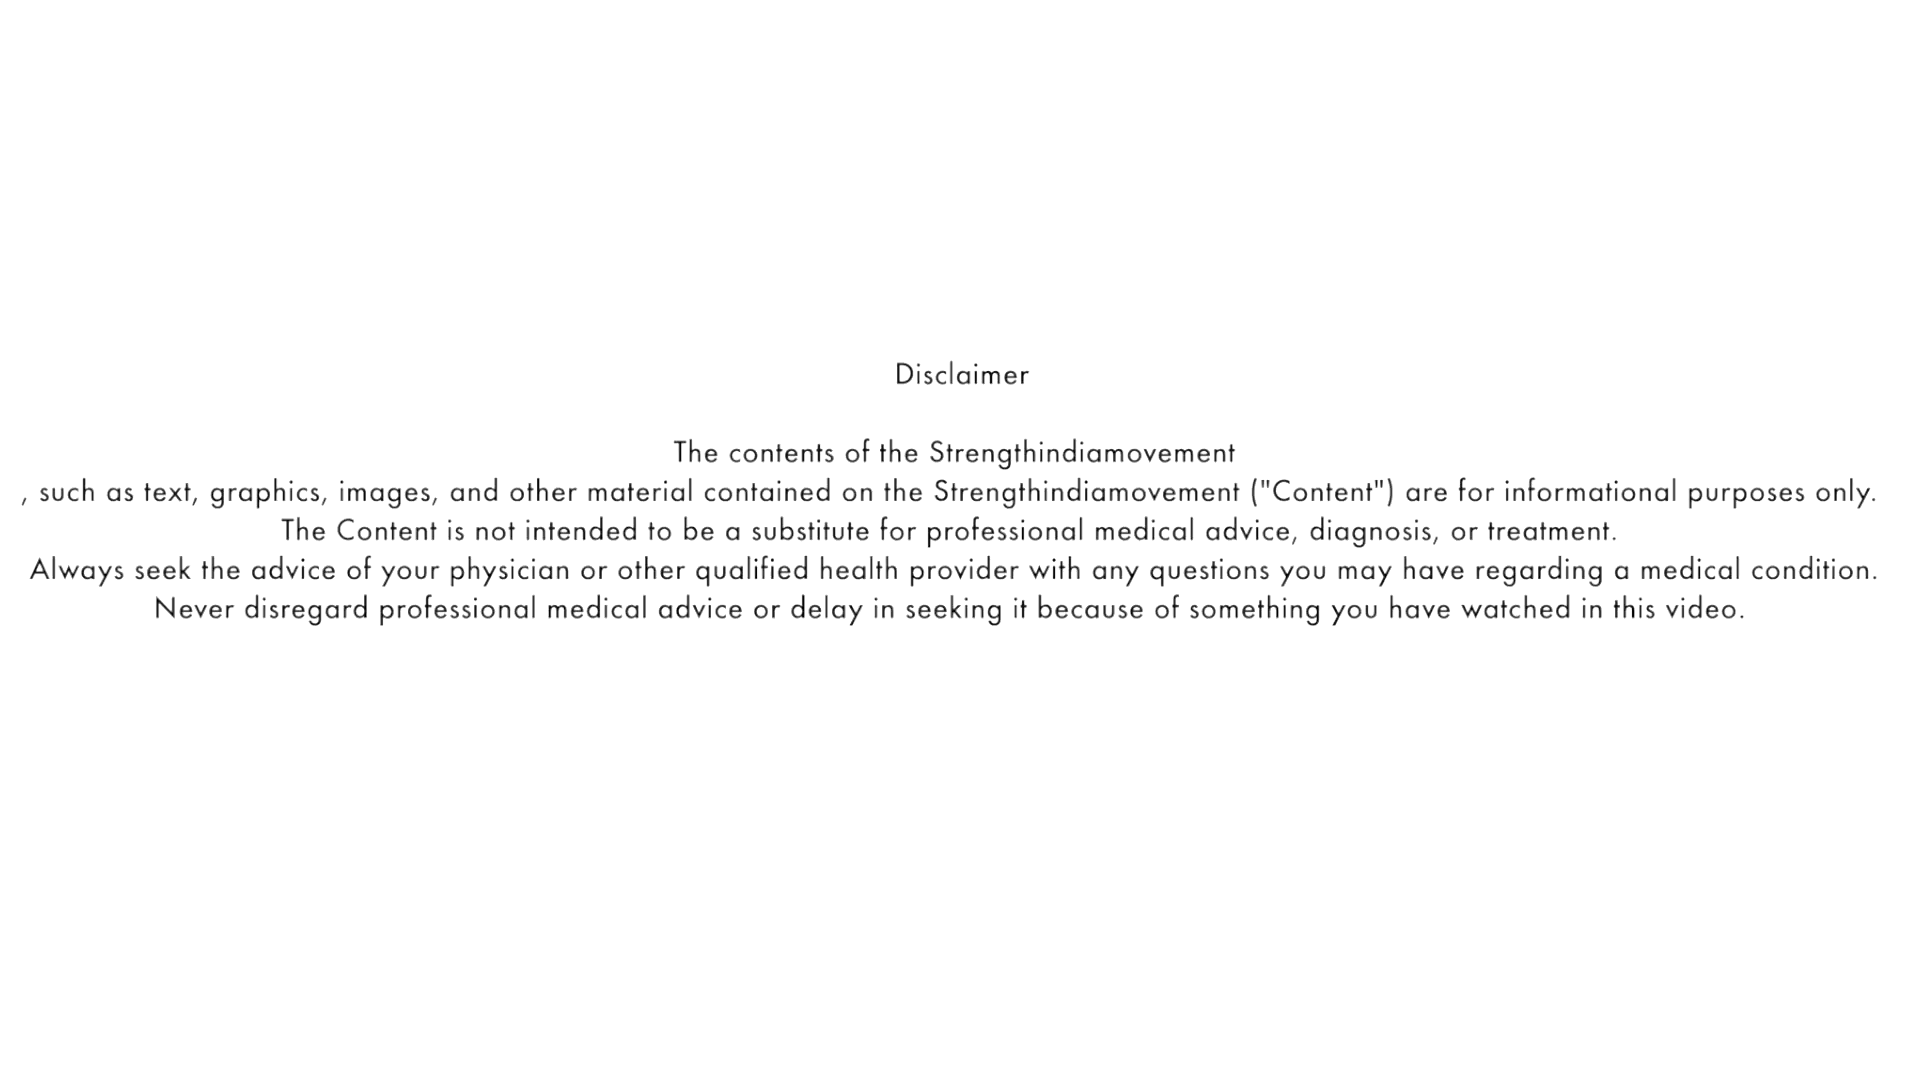 Disclaimer
The contents of the Strengthindiamovement
, such as text, graphics, images, and other material contained on the Strengthindiamovement ("Content") are for informational purposes only.
The Content is not intended to be a substitute for professional medical advice, diagnosis, or treatment.
Always seek the advice of your physician or other qualified health provider with any questions you may have regarding a medical condition.
Never disregard professional medical advice or delay in seeking it because of something you have watched in this video.